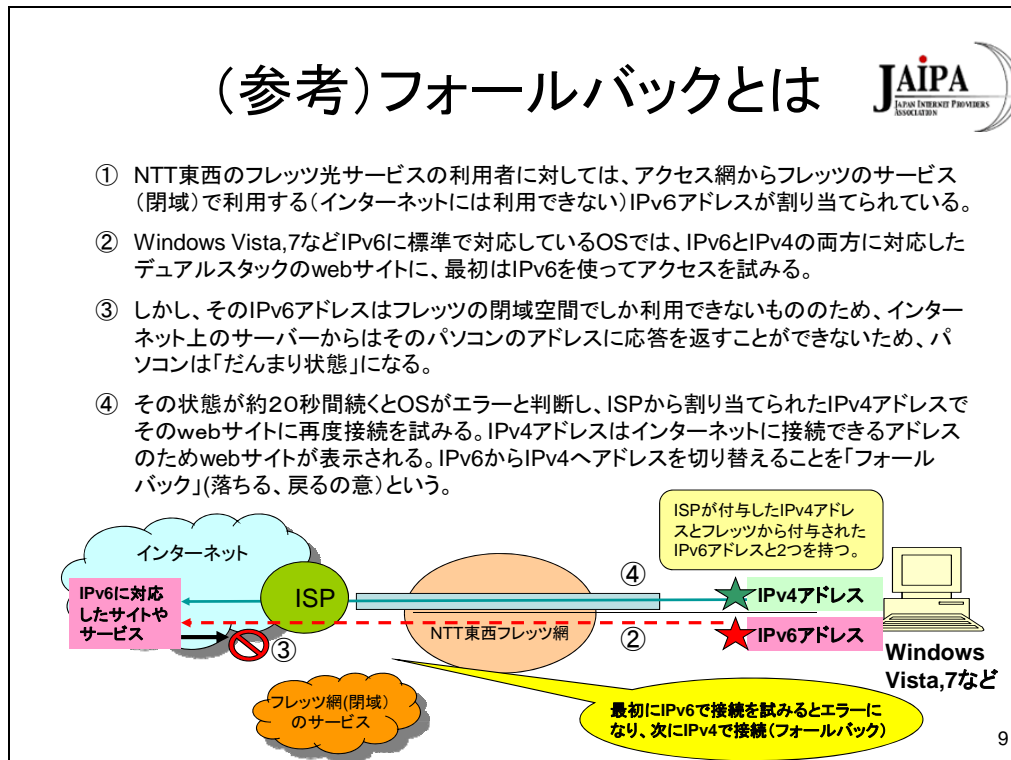 （参考）フォールバックとは
JAIPA
JAPAN INTERNET PROVIDERS
ASSOCIATION
① NTT東西のフレッツ光サービスの利用者に対しては、アクセス網からフレッツのサービス
（閉域）で利用する（インターネットには利用できない）IPv6アドレスが割り当てられている。
② Windows Vista,7などIPv6に標準で対応しているOSでは、IPv6とIPv4の両方に対応した
デュアルスタックのwebサイトに、最初はIPv6を使ってアクセスを試みる。
③ しかし、そのIPv6アドレスはフレッツの閉域空間でしか利用できないもののため、インター
ネット上のサーバーからはそのパソコンのアドレスに応答を返すことができないため、パ
ソコンは「だんまり状態」になる。
④ その状態が約２０秒間続くとOSがエラーと判断し、ISPから割り当てられたIPv4アドレスで
そのwebサイトに再度接続を試みる。IPv4アドレスはインターネットに接続できるアドレス
のためwebサイトが表示される。IPv6からIPv4へアドレスを切り替えることを「フォール
バック」(落ちる、戻るの意）という。
ISPが付与したIPv4アドレ
スとフレッツから付与された
IPv6アドレスと2つを持つ。
インターネット
IPv6に対応
したサイトや
サービス
ISP
④
IPv4アドレス
NTT東西フレッツ網
②
IPv6アドレス
③
Windows
Vista,7など
フレッツ網(閉域）
のサービス
最初にIPv6で接続を試みるとエラーに
なり、次にIPv4で接続（フォールバック）
9